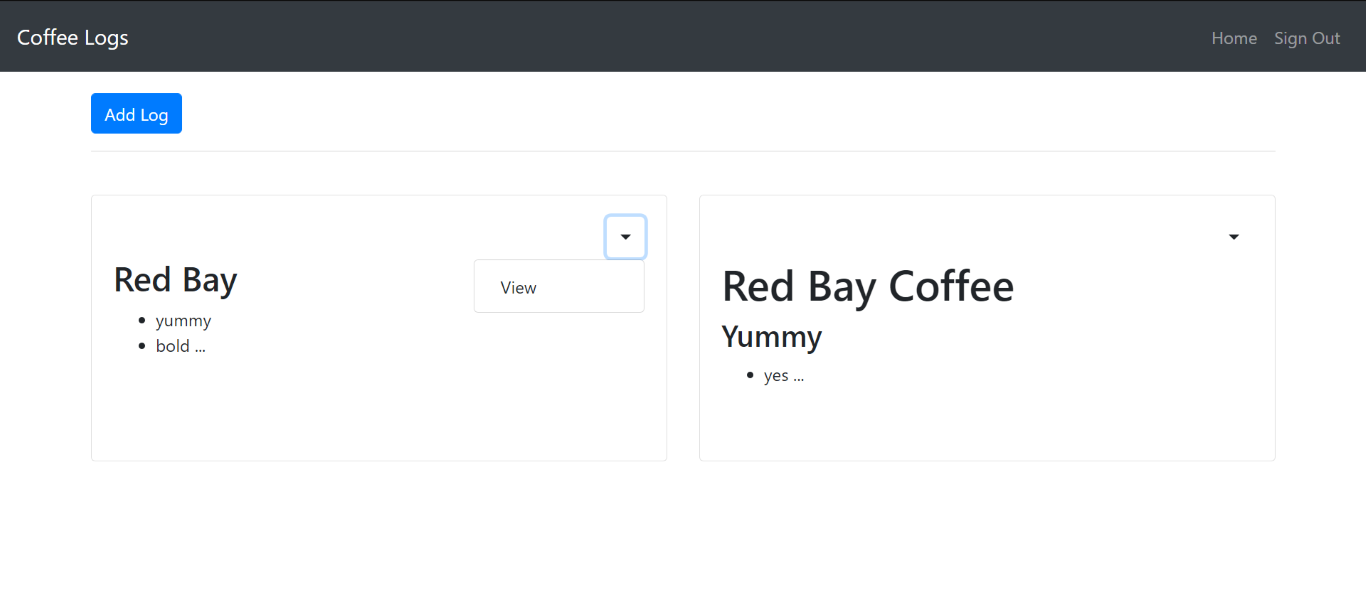 Coffee Logs
Home Sign Out
Add Log
Red Bay
View
yummy
bold ...
Red Bay Coffee
Yummy
yes ...